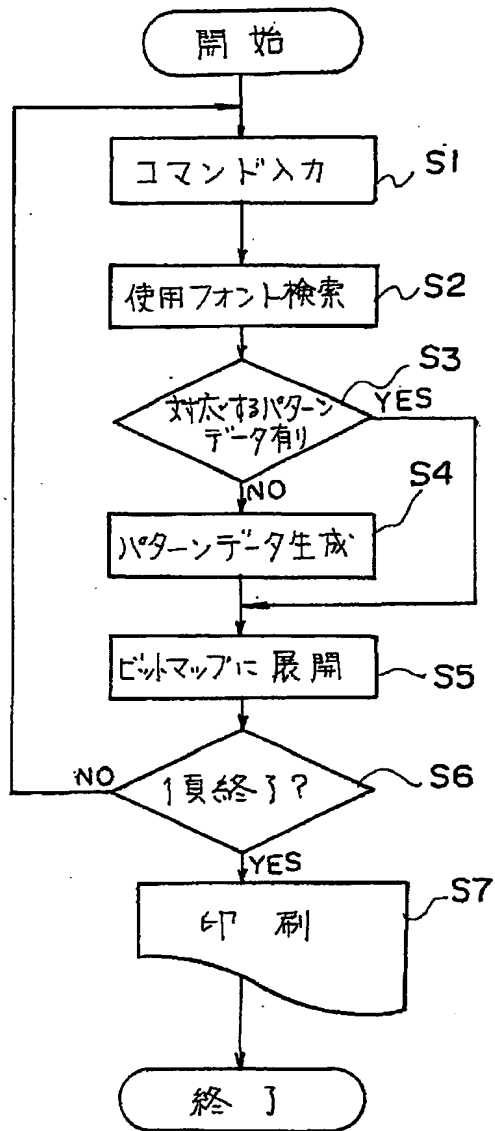 開始
コマンド入力
S1
使用フォント検索
S2
S3
対応するパターン
データ有り
YES
NO
S4
パターンデータ生成
ビットマップに展開
S5
NO
1頁終了?
S6
YES
S7
印刷
終了